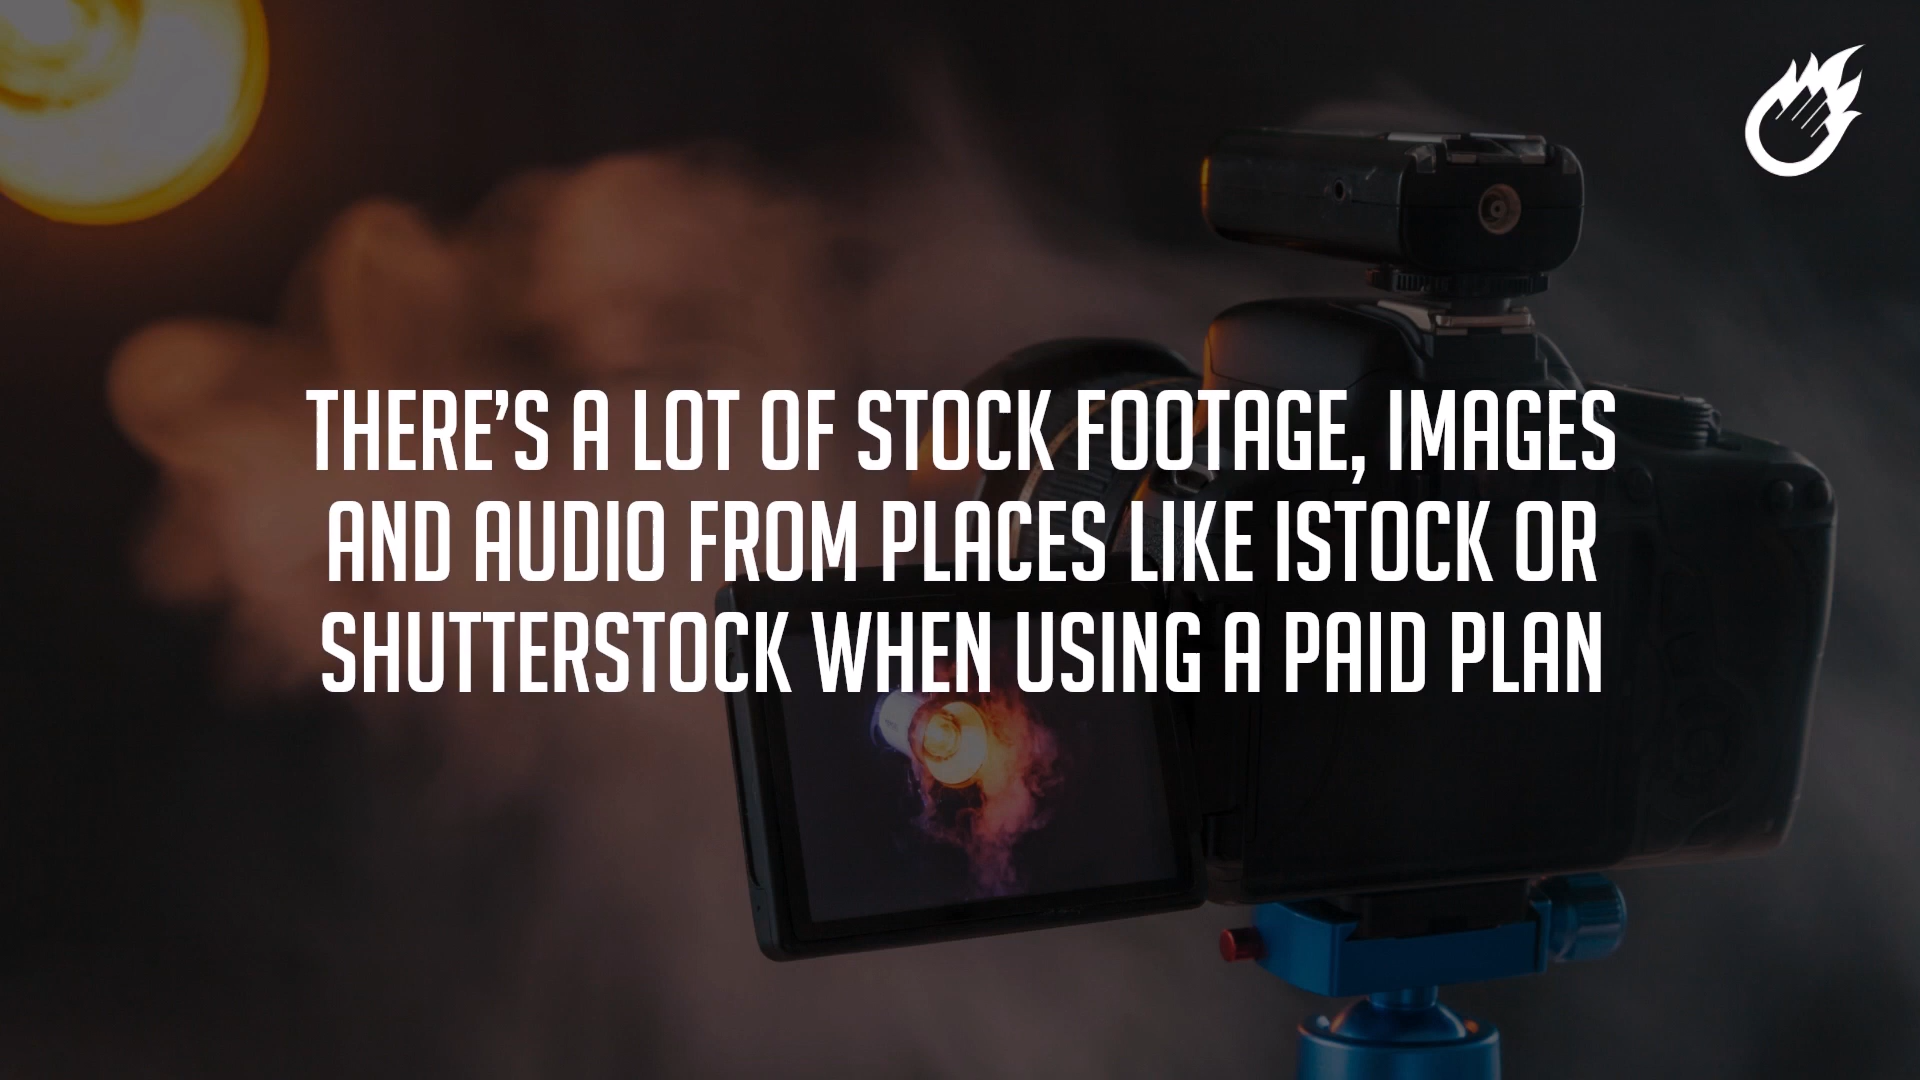 THERE’S A LOT OF STOCK FOOTAGE, IMAGES
AND AUDIO FROM PLACES LIKE ISTOCK OR
SHUTTERSTOCK WHEN USING A PAID PLAN